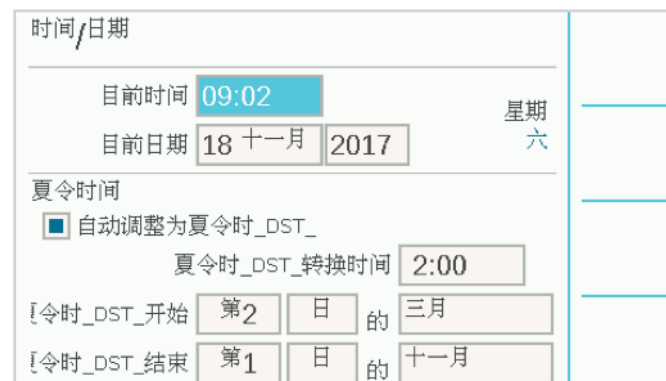 时间/日期
目前时间 09:02
星期
目前日期 18 十一月 2017
六
夏令时间
自动调整为夏令时_DST_
夏令时_DST_转换时间 2:00
夏令时_DST_开始 第2 日 的 三月
夏令时_DST_结束 第1 日 的 十一月